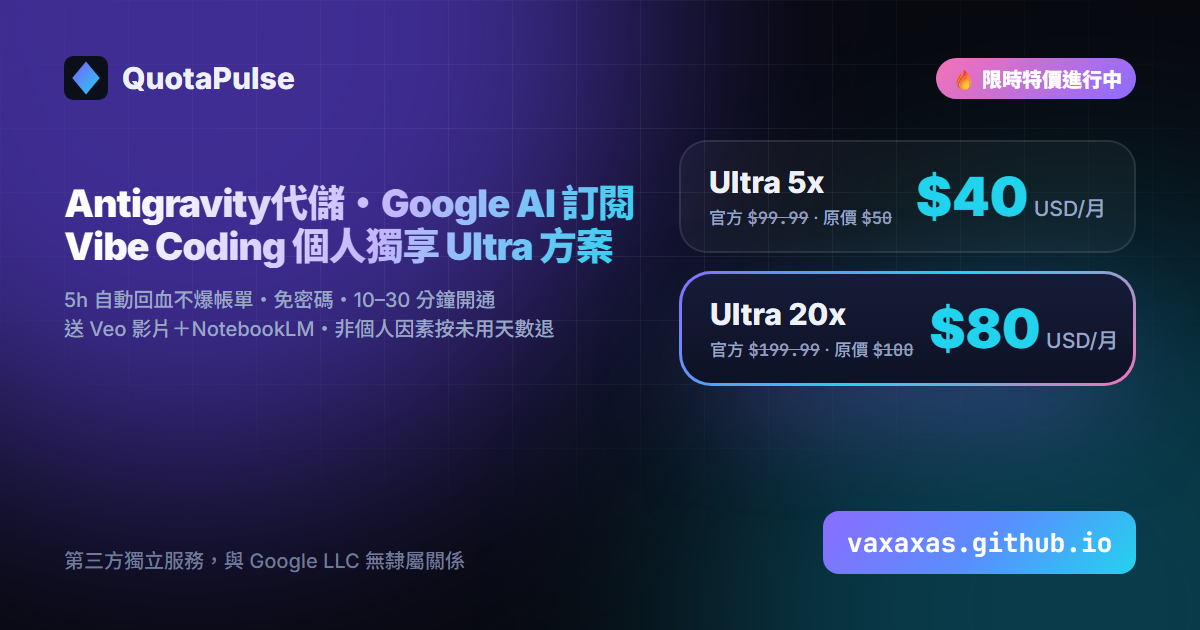 QuotaPulse
🔥 限時特價進行中
Antigravity代儲・Google AI 訂閱
Vibe Coding 個人獨享 Ultra 方案
5h 自動回血不爆帳單・免密碼・10–30 分鐘開通
送 Veo 影片＋NotebookLM・非個人因素按未用天數退
Ultra 5x
官方 $99.99 · 原價 $50
$40 USD/月
Ultra 20x
官方 $199.99 · 原價 $100
$80 USD/月
第三方獨立服務，與 Google LLC 無隸屬關係
vaxaxas.github.io